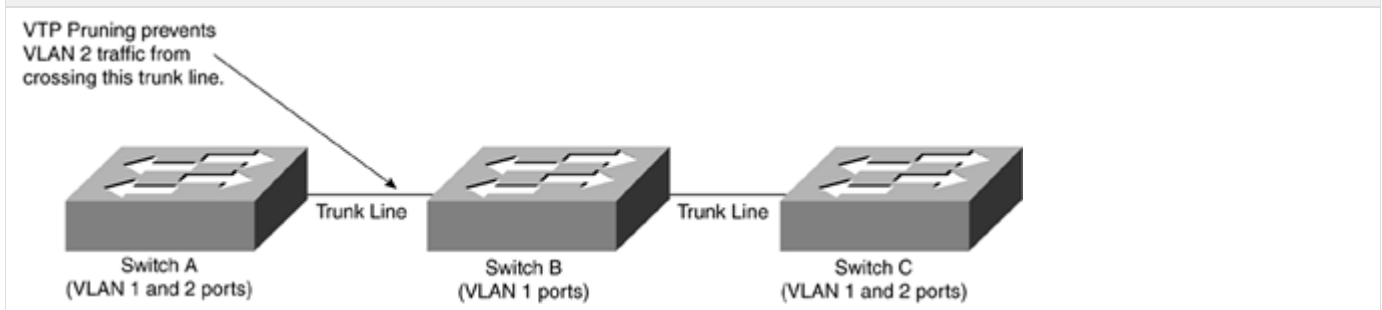 VTP Pruning prevents
VLAN 2 traffic from
crossing this trunk line.
Trunk Line
Trunk Line
Switch A
(VLAN 1 and 2 ports)
Switch B
(VLAN 1 ports)
Switch C
(VLAN 1 and 2 ports)